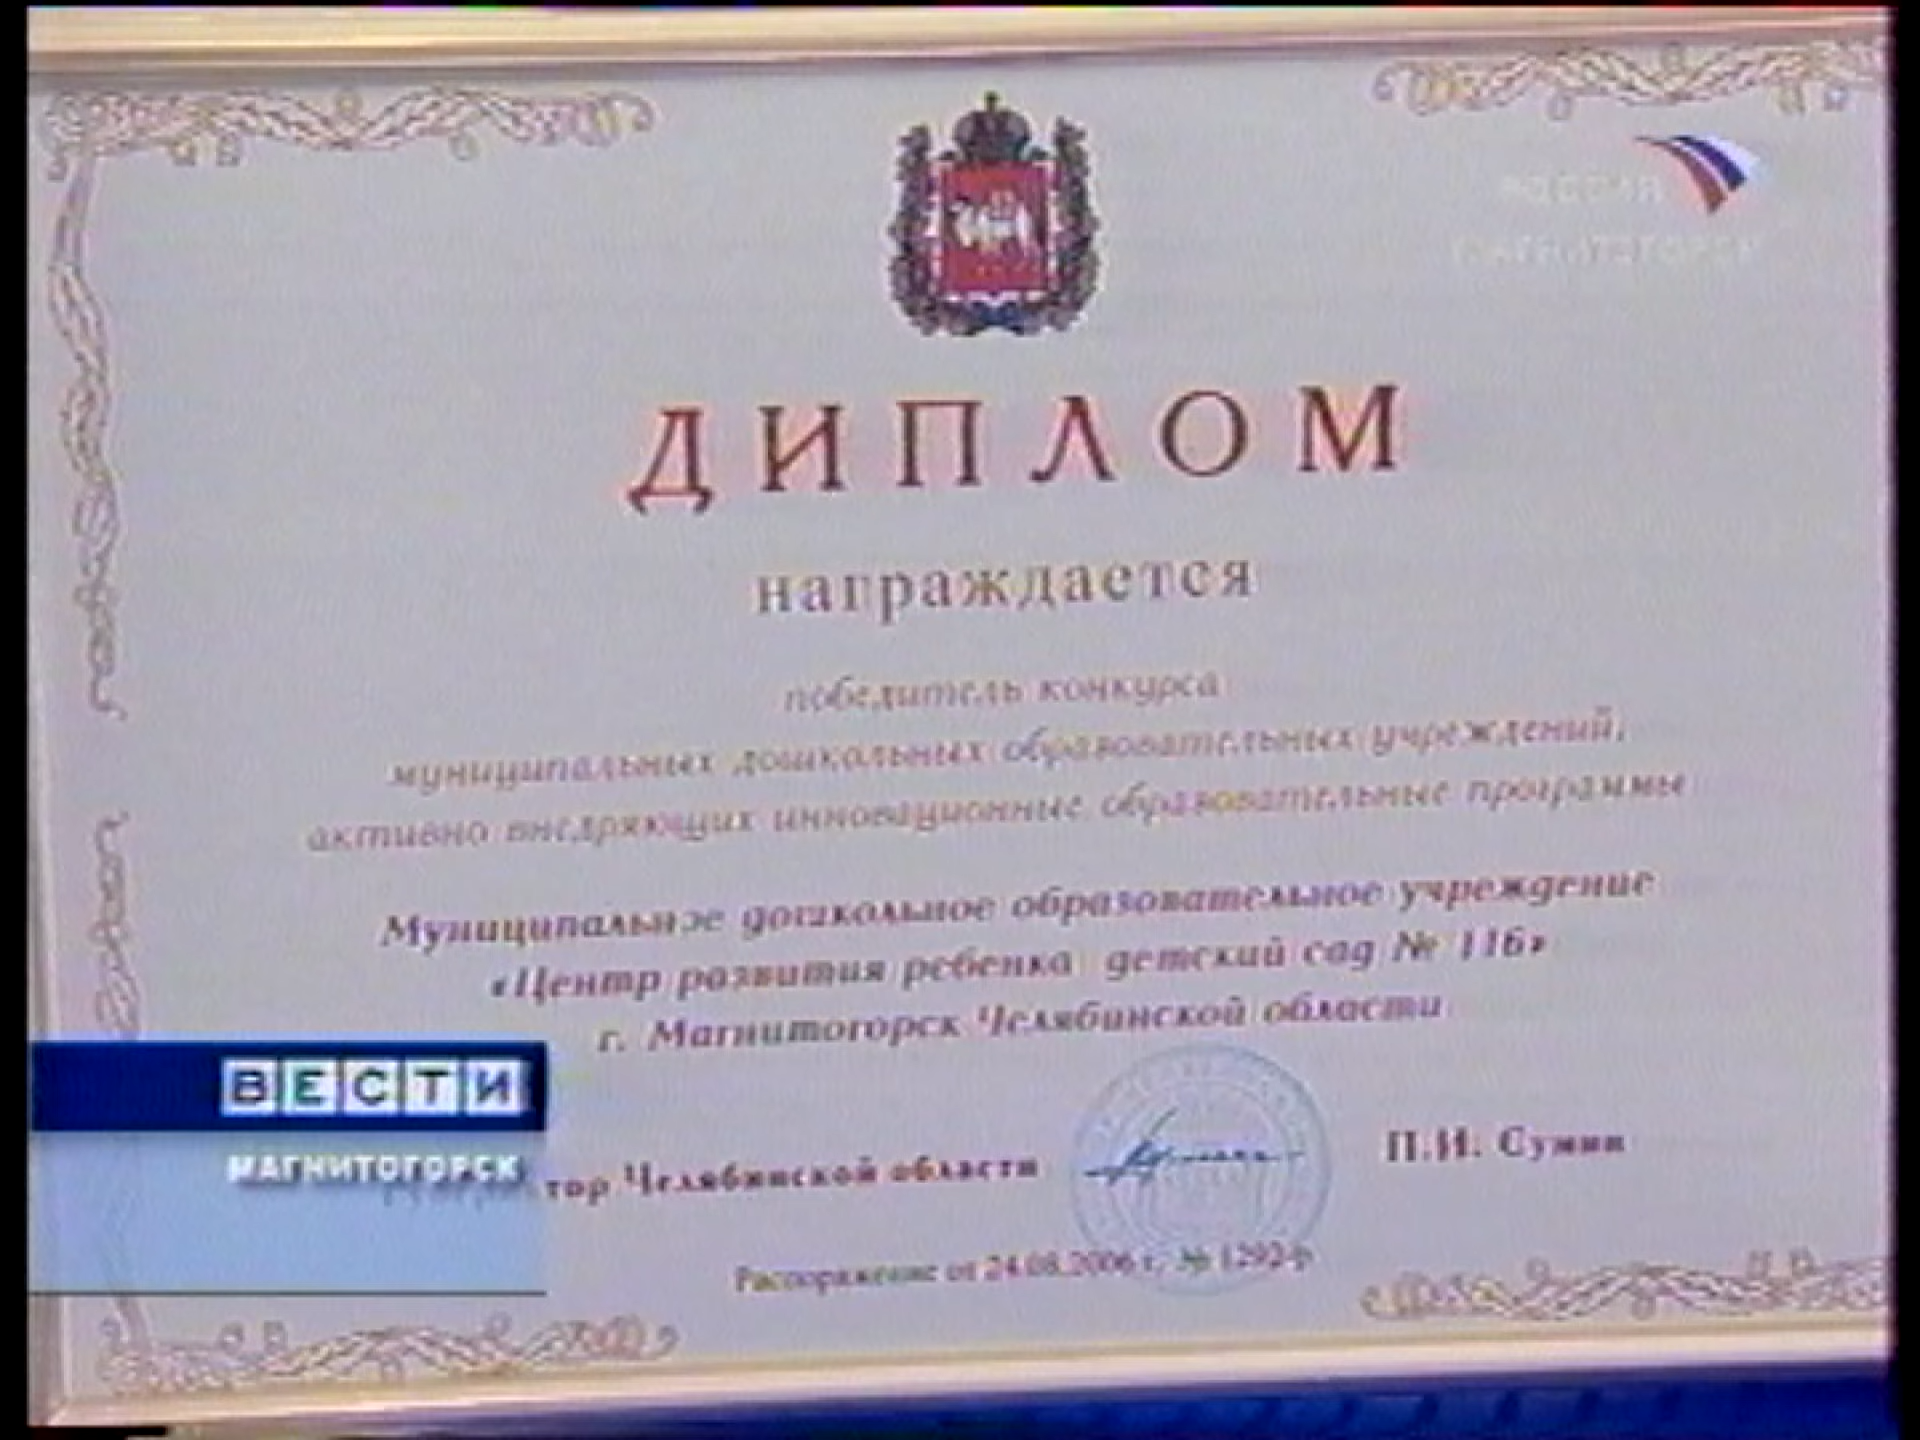 РОССИЯ
МАГНИТОГОРСК
ДИПЛОМ
награждается
победитель конкурса
муниципальных дошкольных образовательных учреждений,
активно внедряющих инновационные образовательные программы
Муниципальное дошкольное образовательное учреждение
«Центр развития ребенка детский сад № 116»
г. Магнитогорск Челябинской области
ВЕСТИ
МАГНИТОГОРСК
тор Челябинской области
П.И. Сумин
Распоряжение от 24.08.2006 г. № 1292-р